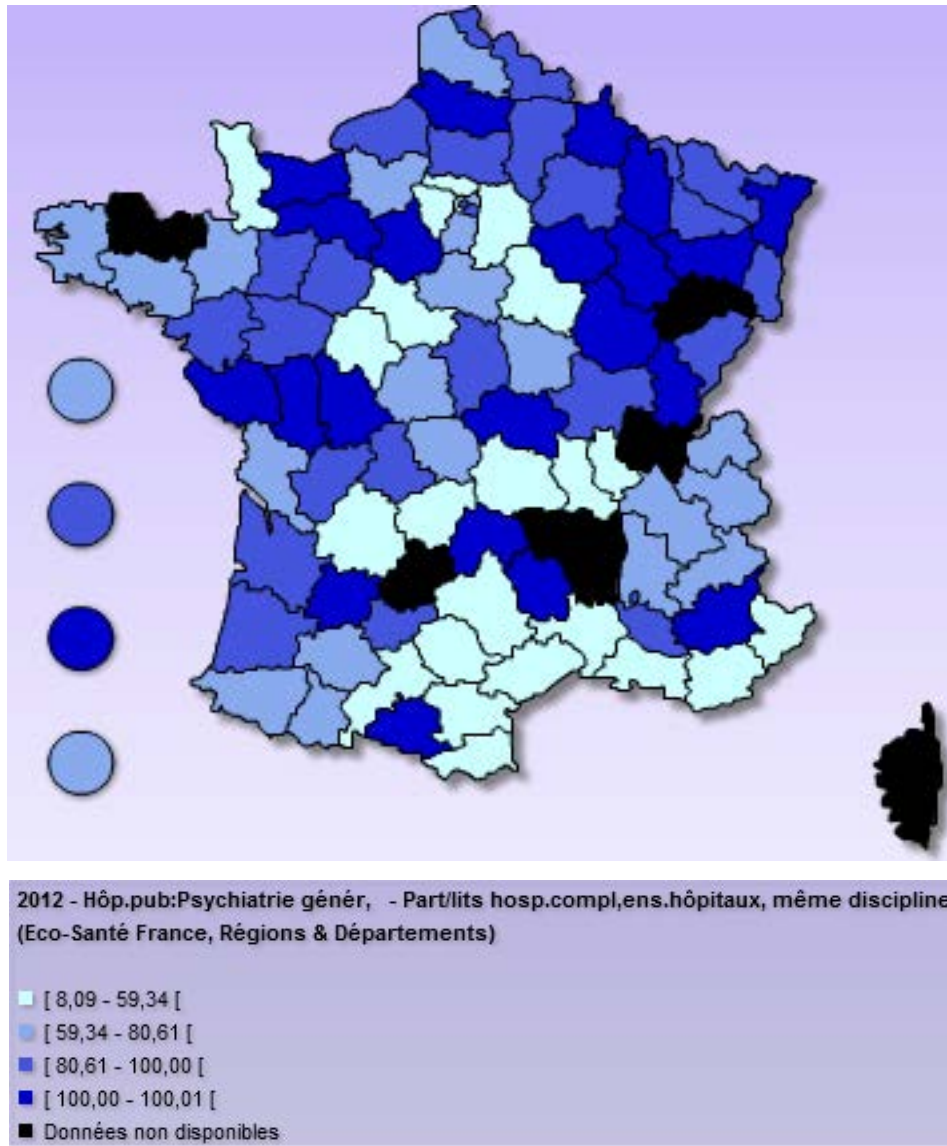 2012 - Hôp.pub:Psychiatrie génér, - Part/lits hosp.compl,ens.hôpitaux, même discipline
(Eco-Santé France, Régions & Départements)
[ 8,09 - 59,34 [
[ 59,34 - 80,61 [
[ 80,61 - 100,00 [
[ 100,00 - 100,01 [
Données non disponibles